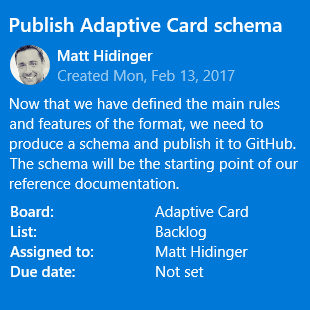 Publish Adaptive Card schema
Matt Hidinger
Created Mon, Feb 13, 2017
Now that we have defined the main rules
and features of the format, we need to
produce a schema and publish it to GitHub.
The schema will be the starting point of our
reference documentation.
Board: Adaptive Card
List: Backlog
Assigned to: Matt Hidinger
Due date: Not set